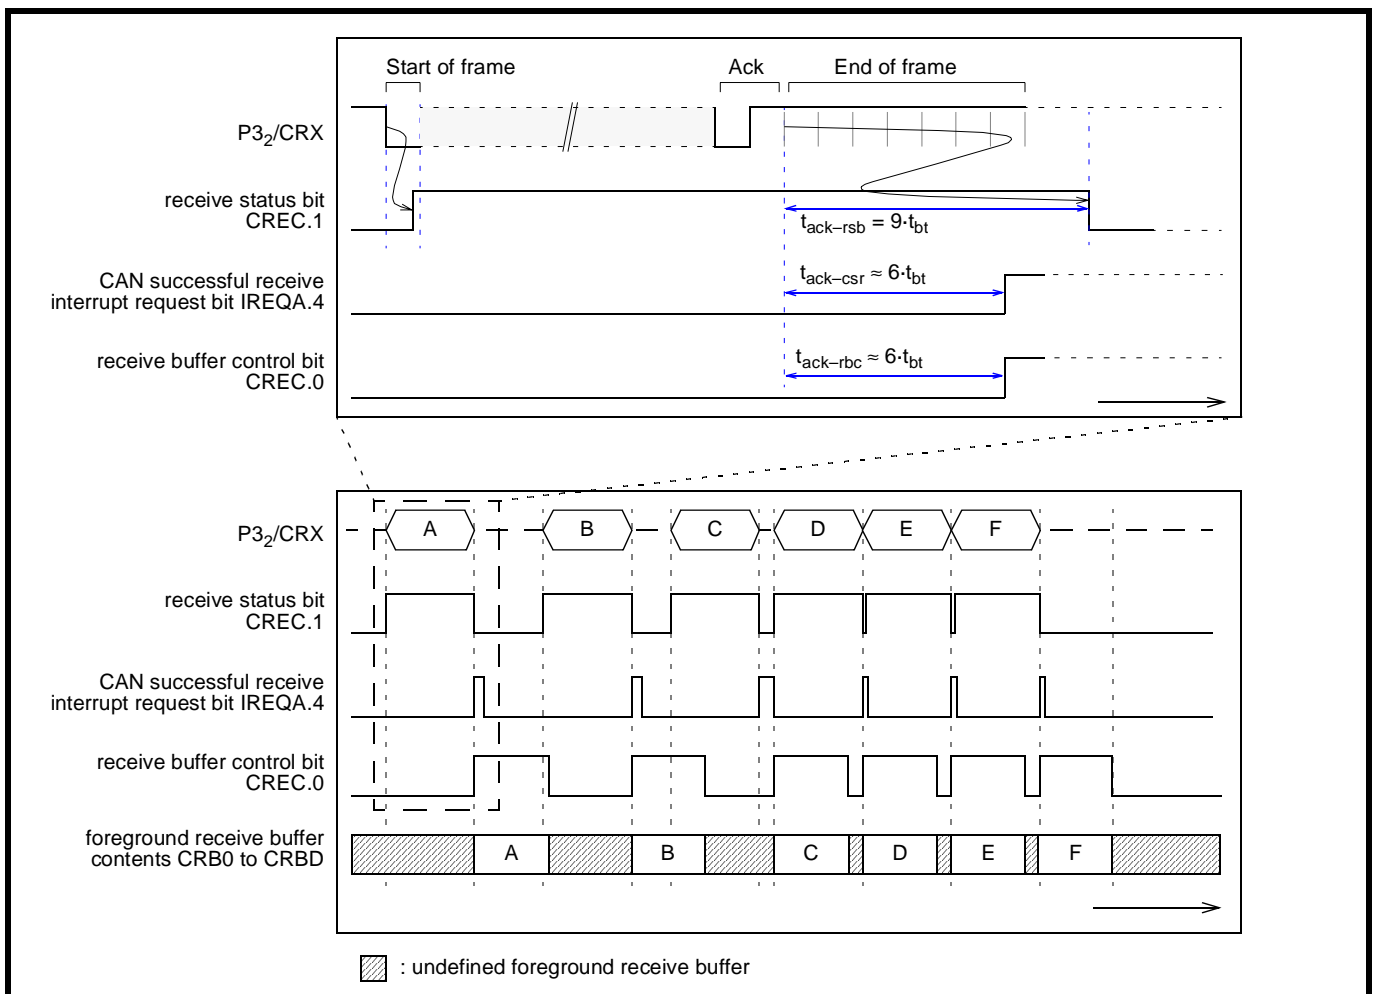 Start of frame
Ack
End of frame
P3₂/CRX
receive status bit
CREC.1
t_ack–rsb = 9·t_bt
CAN successful receive
interrupt request bit IREQA.4
t_ack–csr ≈ 6·t_bt
receive buffer control bit
CREC.0
t_ack–rbc ≈ 6·t_bt
P3₂/CRX
A
B
C
D
E
F
receive status bit
CREC.1
CAN successful receive
interrupt request bit IREQA.4
receive buffer control bit
CREC.0
foreground receive buffer
contents CRB0 to CRBD
A
B
C
D
E
F
: undefined foreground receive buffer